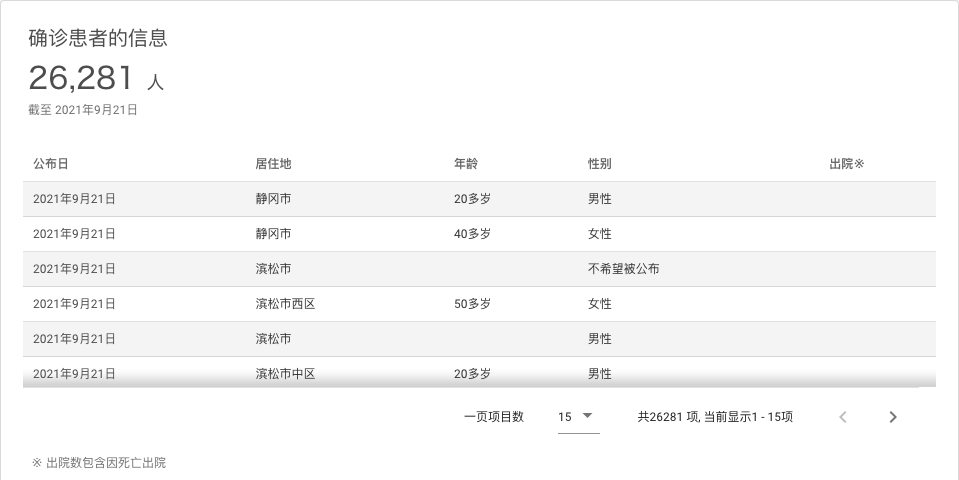 确诊患者的信息
26,281 人
截至 2021年9月21日
公布日 居住地 年龄 性别 出院※
2021年9月21日 静冈市 20多岁 男性
2021年9月21日 静冈市 40多岁 女性
2021年9月21日 滨松市 不希望被公布
2021年9月21日 滨松市西区 50多岁 女性
2021年9月21日 滨松市 男性
2021年9月21日 滨松市中区 20多岁 男性
一页项目数 15 共26281 项, 当前显示1 - 15项
※ 出院数包含因死亡出院